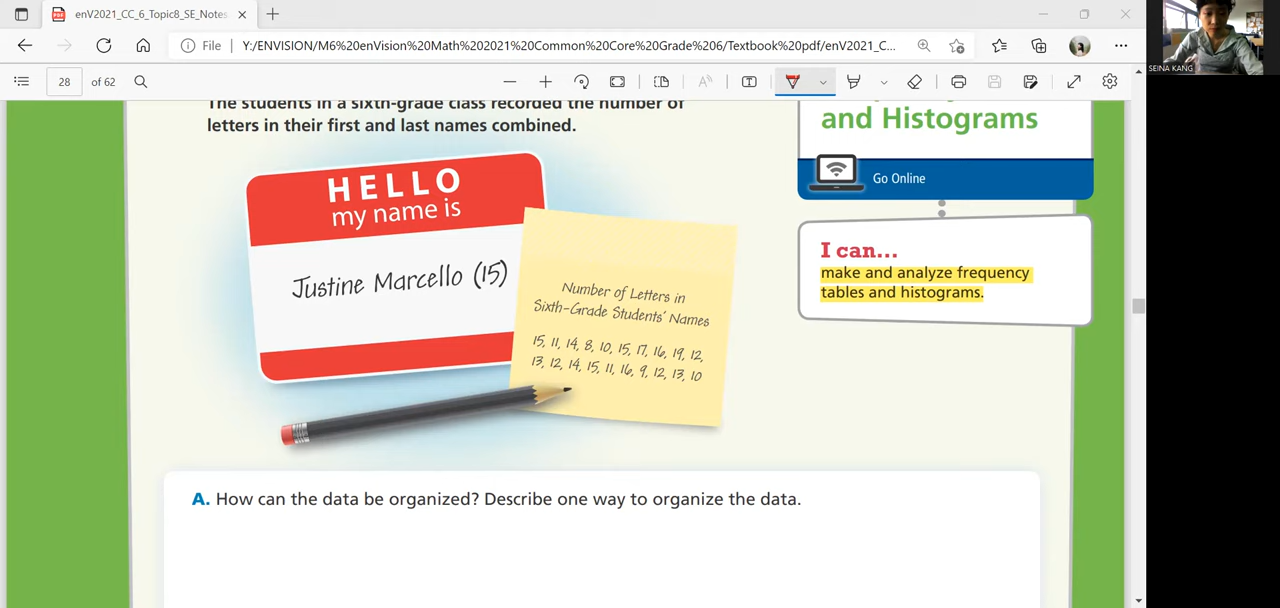 enV2021_CC_6_Topic8_SE_Notes
File
Y:/ENVISION/M6%20enVision%20Math%202021%20Common%20Core%20Grade%206/Textbook%20pdf/enV2021_C...
28 of 62
SEINA KANG
The students in a sixth-grade class recorded the number of
letters in their first and last names combined.
HELLO
my name is
Justine Marcello (15)
Number of Letters in
Sixth-Grade Students' Names
15, 11, 14, 8, 10, 15, 17, 16, 19, 12,
13, 12, 14, 15, 11, 16, 9, 12, 13, 10
and Histograms
Go Online
I can...
make and analyze frequency
tables and histograms.
A. How can the data be organized? Describe one way to organize the data.